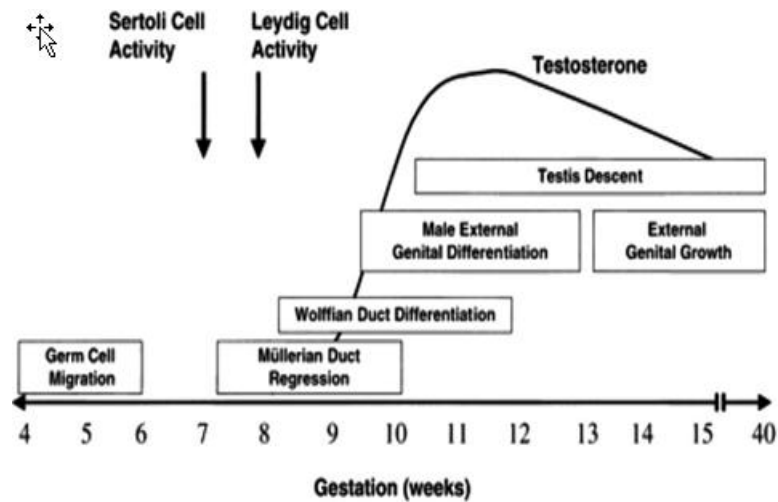 Sertoli Cell
Activity
Leydig Cell
Activity
Testosterone
Testis Descent
Male External
Genital Differentiation
External
Genital Growth
Wolffian Duct Differentiation
Germ Cell
Migration
Müllerian Duct
Regression
4 5 6 7 8 9 10 11 12 13 14 15 40
Gestation (weeks)